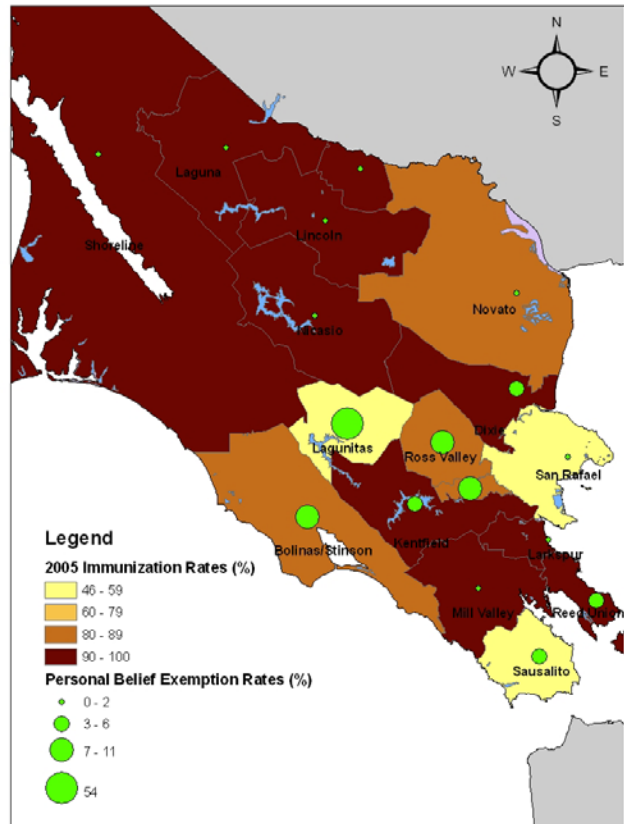 N
W E
S
Laguna
Lincoln
Shoreline
Novato
Dixie
Lagunitas
Ross Valley
San Rafael
Bolinas/Stinson
Kentfield
Larkspur
Mill Valley
Reed Union
Sausalito
Legend
2005 Immunization Rates (%)
46 - 59
60 - 79
80 - 89
90 - 100
Personal Belief Exemption Rates (%)
0 - 2
3 - 6
7 - 11
54